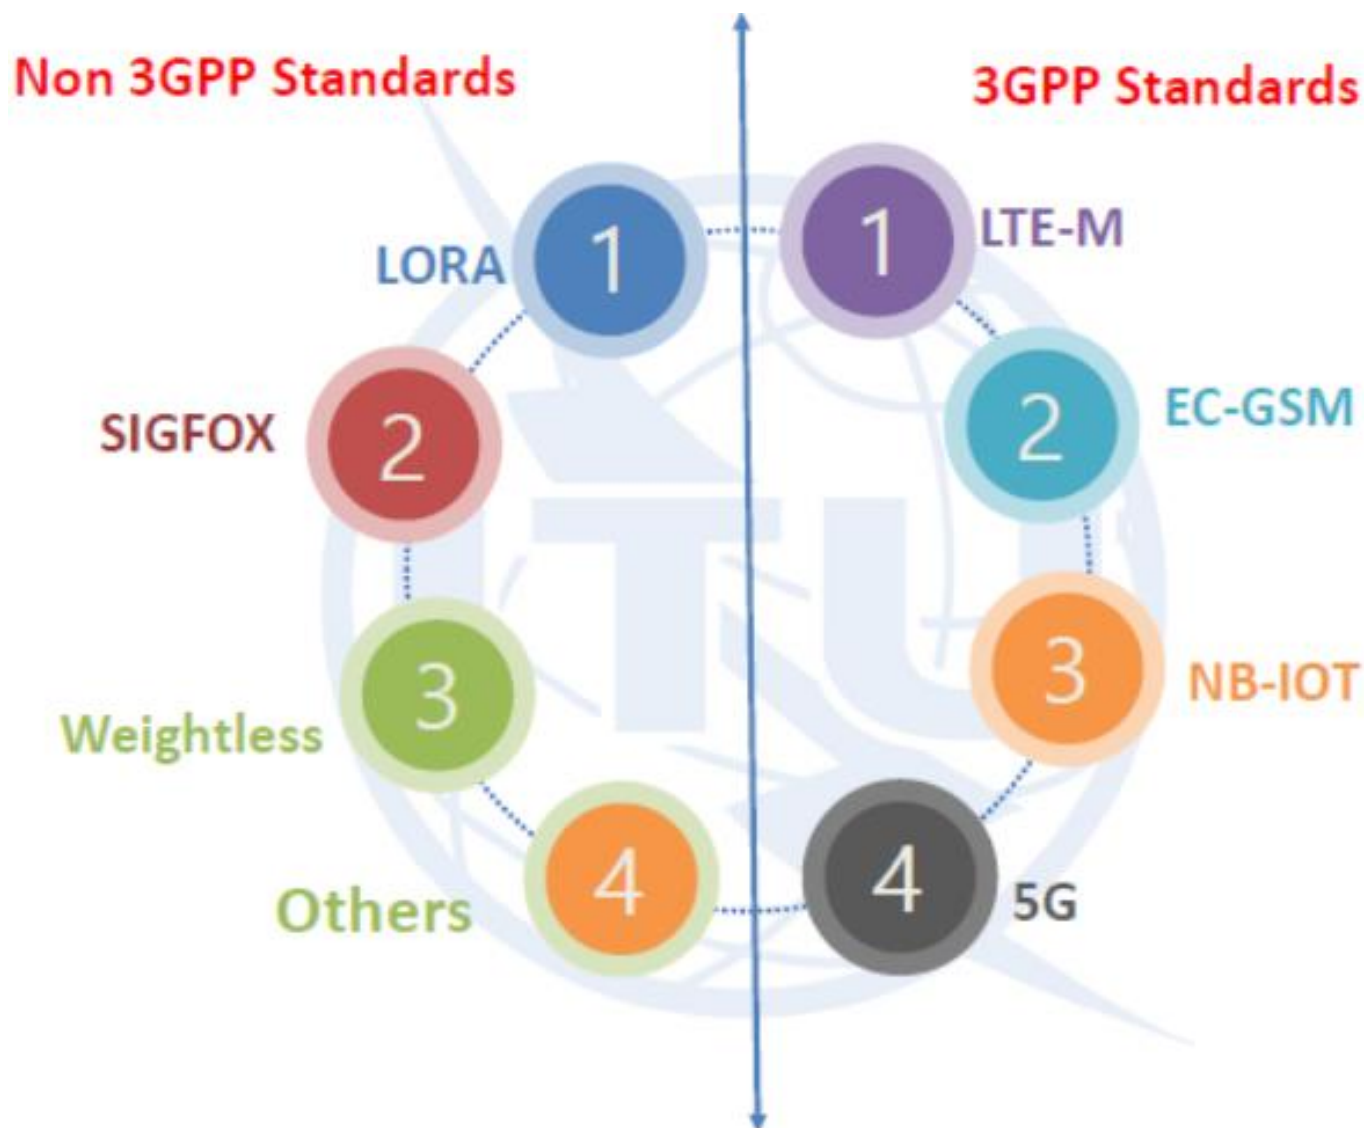 Non 3GPP Standards
3GPP Standards
1
LORA
2
SIGFOX
3
Weightless
4
Others
1
LTE-M
2
EC-GSM
3
NB-IOT
4
5G
ITU